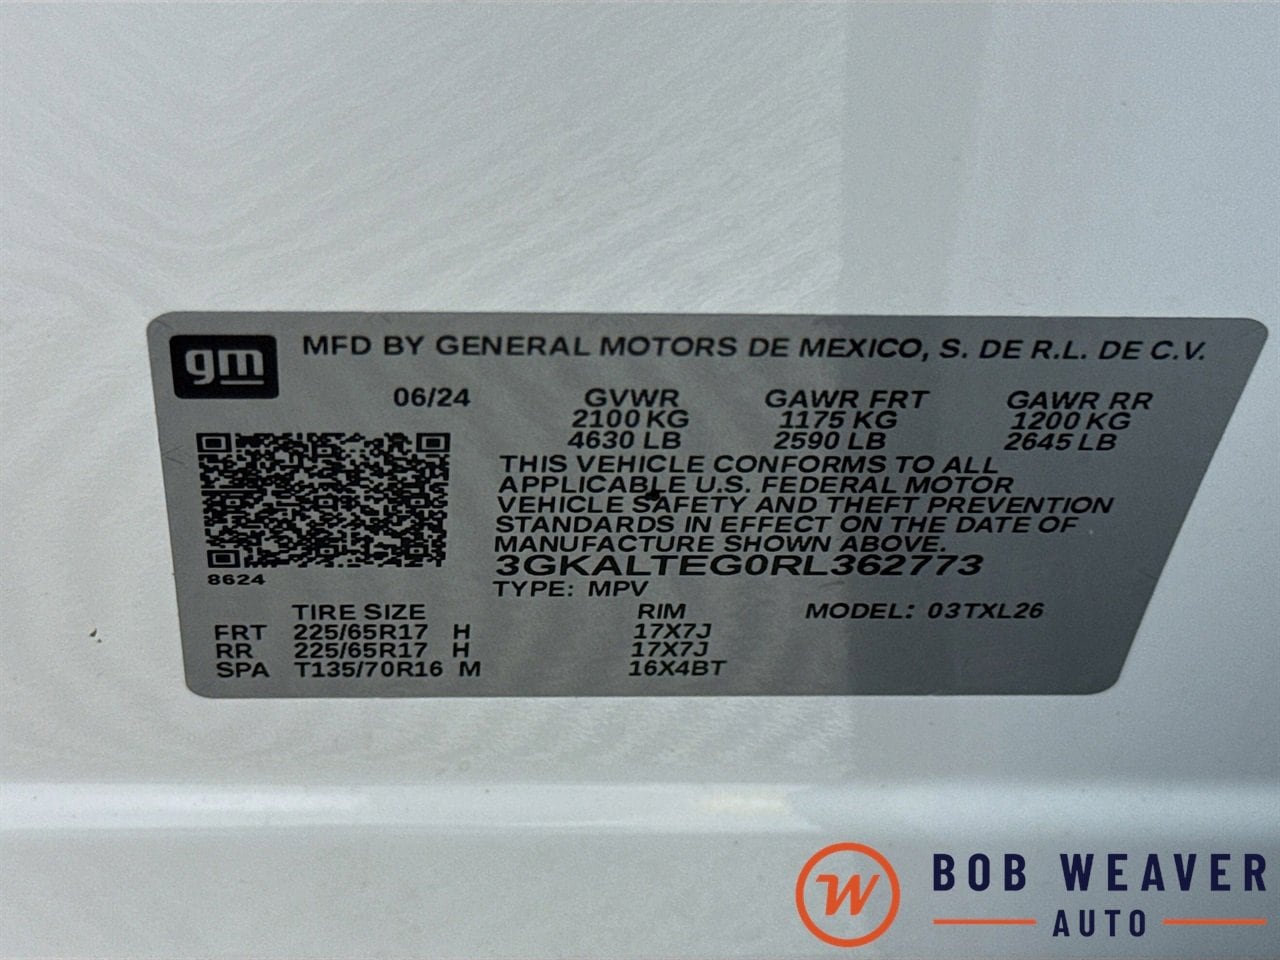 gm MFD BY GENERAL MOTORS DE MEXICO, S. DE R.L. DE C.V.
06/24 GVWR GAWR FRT GAWR RR
2100 KG 1175 KG 1200 KG
4630 LB 2590 LB 2645 LB
THIS VEHICLE CONFORMS TO ALL
APPLICABLE U.S. FEDERAL MOTOR
VEHICLE SAFETY AND THEFT PREVENTION
STANDARDS IN EFFECT ON THE DATE OF
MANUFACTURE SHOWN ABOVE.
3GKALTEG0RL362773
8624 TYPE: MPV
TIRE SIZE RIM MODEL: 03TXL26
FRT 225/65R17 H 17X7J
RR 225/65R17 H 17X7J
SPA T135/70R16 M 16X4BT
W BOB WEAVER
AUTO